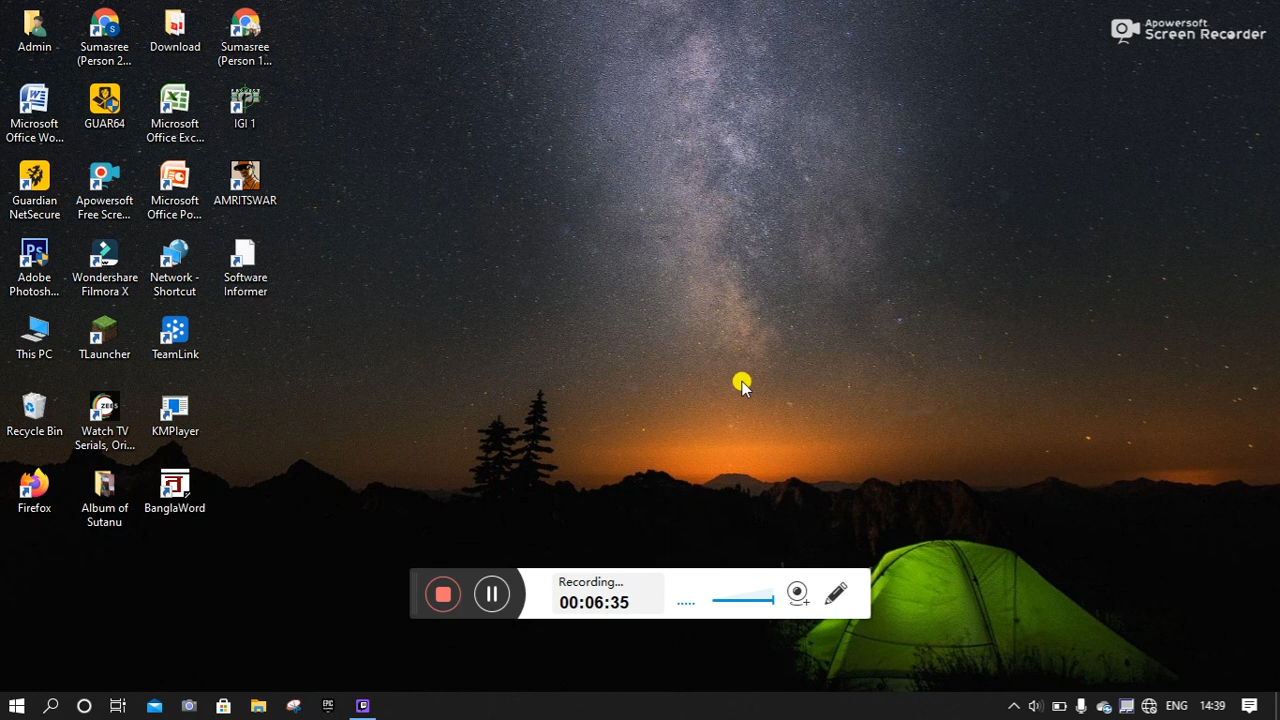 Apowersoft
Screen Recorder
Admin
Sumasree
(Person 2...
Download
Sumasree
(Person 1...
Microsoft
Office Wo...
GUAR64
Microsoft
Office Exc...
IGI 1
Guardian
NetSecure
Apowersoft
Free Scre...
Microsoft
Office Po...
AMRITSWAR
Ps
Adobe
Photosh...
Wondershare
Filmora X
Network -
Shortcut
Software
Informer
This PC
TLauncher
TeamLink
Recycle Bin
ZEE5
Watch TV
Serials, Ori...
KMPlayer
Firefox
Album of
Sutanu
BanglaWord
Recording...
00:06:35
EPIC
ENG
14:39